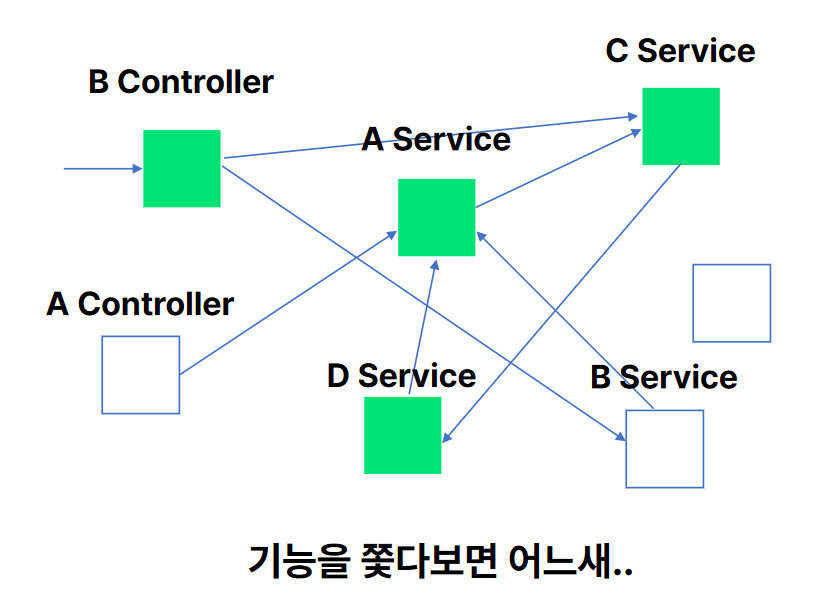 C Service
B Controller
A Service
A Controller
D Service
B Service
기능을 쫓다보면 어느새..